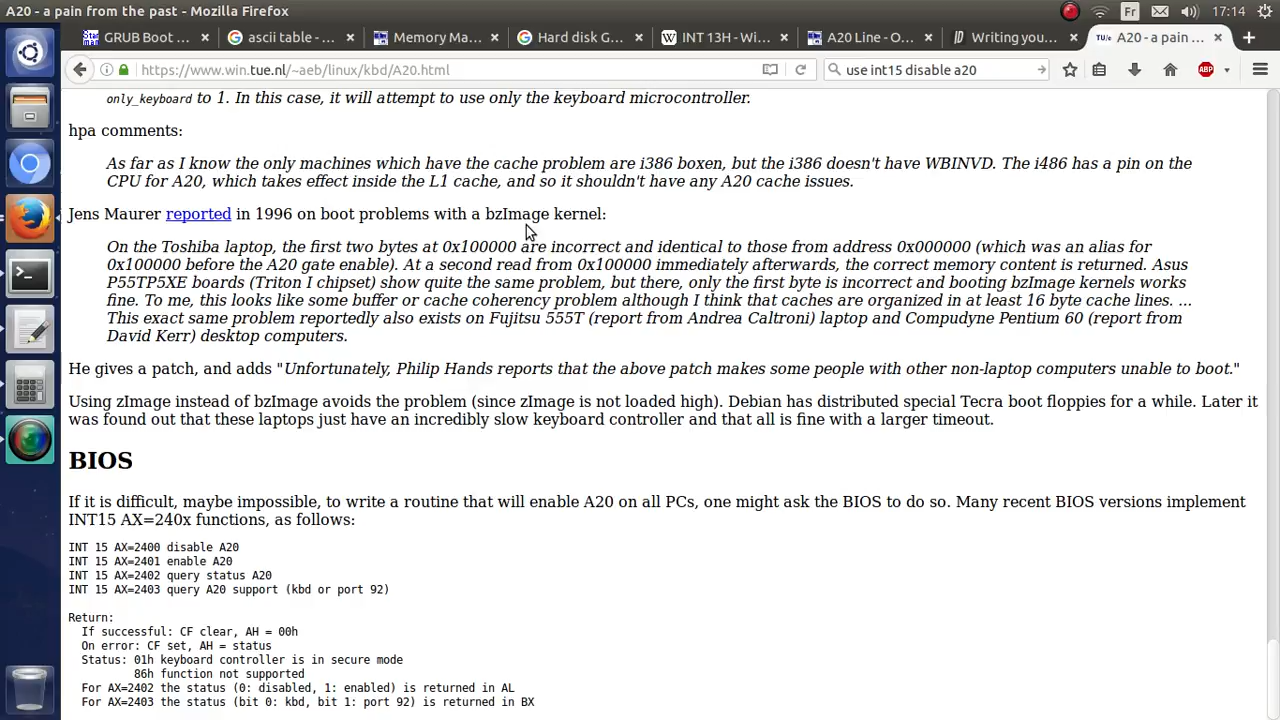 A20 - a pain from the past - Mozilla Firefox
Fr
17:14
GRUB Boot ...
ascii table - ...
Memory Ma...
Hard disk G...
INT 13H - Wi...
A20 Line - O...
Writing you...
TU/e
A20 - a pain ...
https://www.win.tue.nl/~aeb/linux/kbd/A20.html
use int15 disable a20
ABP
only_keyboard to 1. In this case, it will attempt to use only the keyboard microcontroller.
hpa comments:
As far as I know the only machines which have the cache problem are i386 boxen, but the i386 doesn't have WBINVD. The i486 has a pin on the
CPU for A20, which takes effect inside the L1 cache, and so it shouldn't have any A20 cache issues.
Jens Maurer reported in 1996 on boot problems with a bzImage kernel:
On the Toshiba laptop, the first two bytes at 0x100000 are incorrect and identical to those from address 0x000000 (which was an alias for
0x100000 before the A20 gate enable). At a second read from 0x100000 immediately afterwards, the correct memory content is returned. Asus
P55TP5XE boards (Triton I chipset) show quite the same problem, but there, only the first byte is incorrect and booting bzImage kernels works
fine. To me, this looks like some buffer or cache coherency problem although I think that caches are organized in at least 16 byte cache lines. ...
This exact same problem reportedly also exists on Fujitsu 555T (report from Andrea Caltroni) laptop and Compudyne Pentium 60 (report from
David Kerr) desktop computers.
He gives a patch, and adds "Unfortunately, Philip Hands reports that the above patch makes some people with other non-laptop computers unable to boot."
Using zImage instead of bzImage avoids the problem (since zImage is not loaded high). Debian has distributed special Tecra boot floppies for a while. Later it
was found out that these laptops just have an incredibly slow keyboard controller and that all is fine with a larger timeout.
BIOS
If it is difficult, maybe impossible, to write a routine that will enable A20 on all PCs, one might ask the BIOS to do so. Many recent BIOS versions implement
INT15 AX=240x functions, as follows:
INT 15 AX=2400 disable A20
INT 15 AX=2401 enable A20
INT 15 AX=2402 query status A20
INT 15 AX=2403 query A20 support (kbd or port 92)
Return:
If successful: CF clear, AH = 00h
On error: CF set, AH = status
Status: 01h keyboard controller is in secure mode
86h function not supported
For AX=2402 the status (0: disabled, 1: enabled) is returned in AL
For AX=2403 the status (bit 0: kbd, bit 1: port 92) is returned in BX